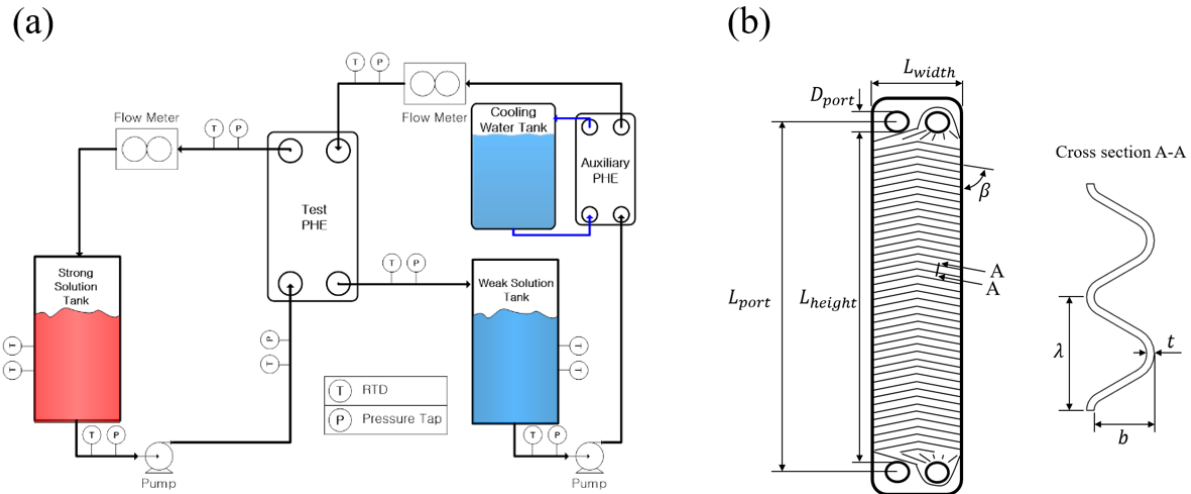 (a)
T
P
Flow Meter
Flow Meter
T
P
Cooling
Water Tank
Auxiliary
PHE
Test
PHE
Strong
Solution
Tank
T
P
Weak Solution
Tank
P
T
T
T
T
T
T RTD
P Pressure Tap
T
P
Pump
T
P
Pump
(b)
L_width
D_port
Cross section A-A
β
A
A
L_port
L_height
λ
t
b